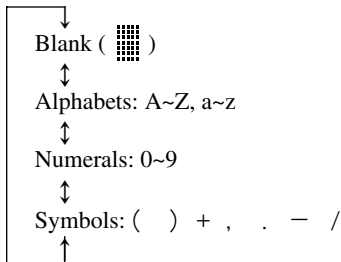 Blank ( )
Alphabets: A~Z, a~z
Numerals: 0~9
Symbols: ( ) + , . － /